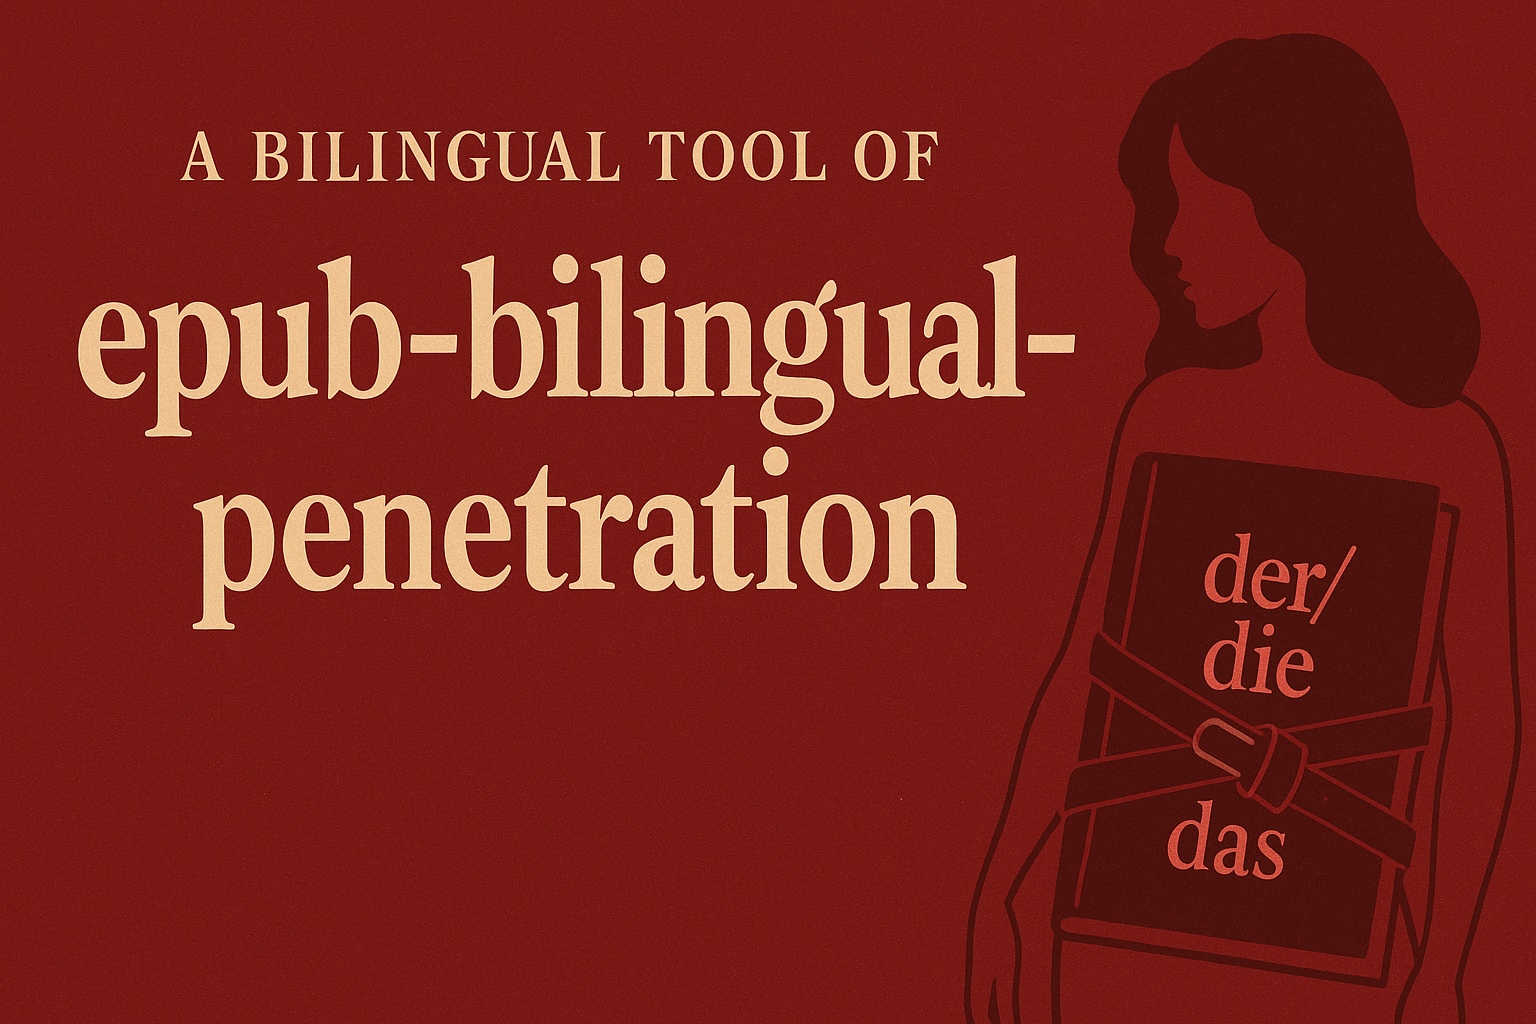 A BILINGUAL TOOL OF
epub-bilingual-
penetration
der/
die
das